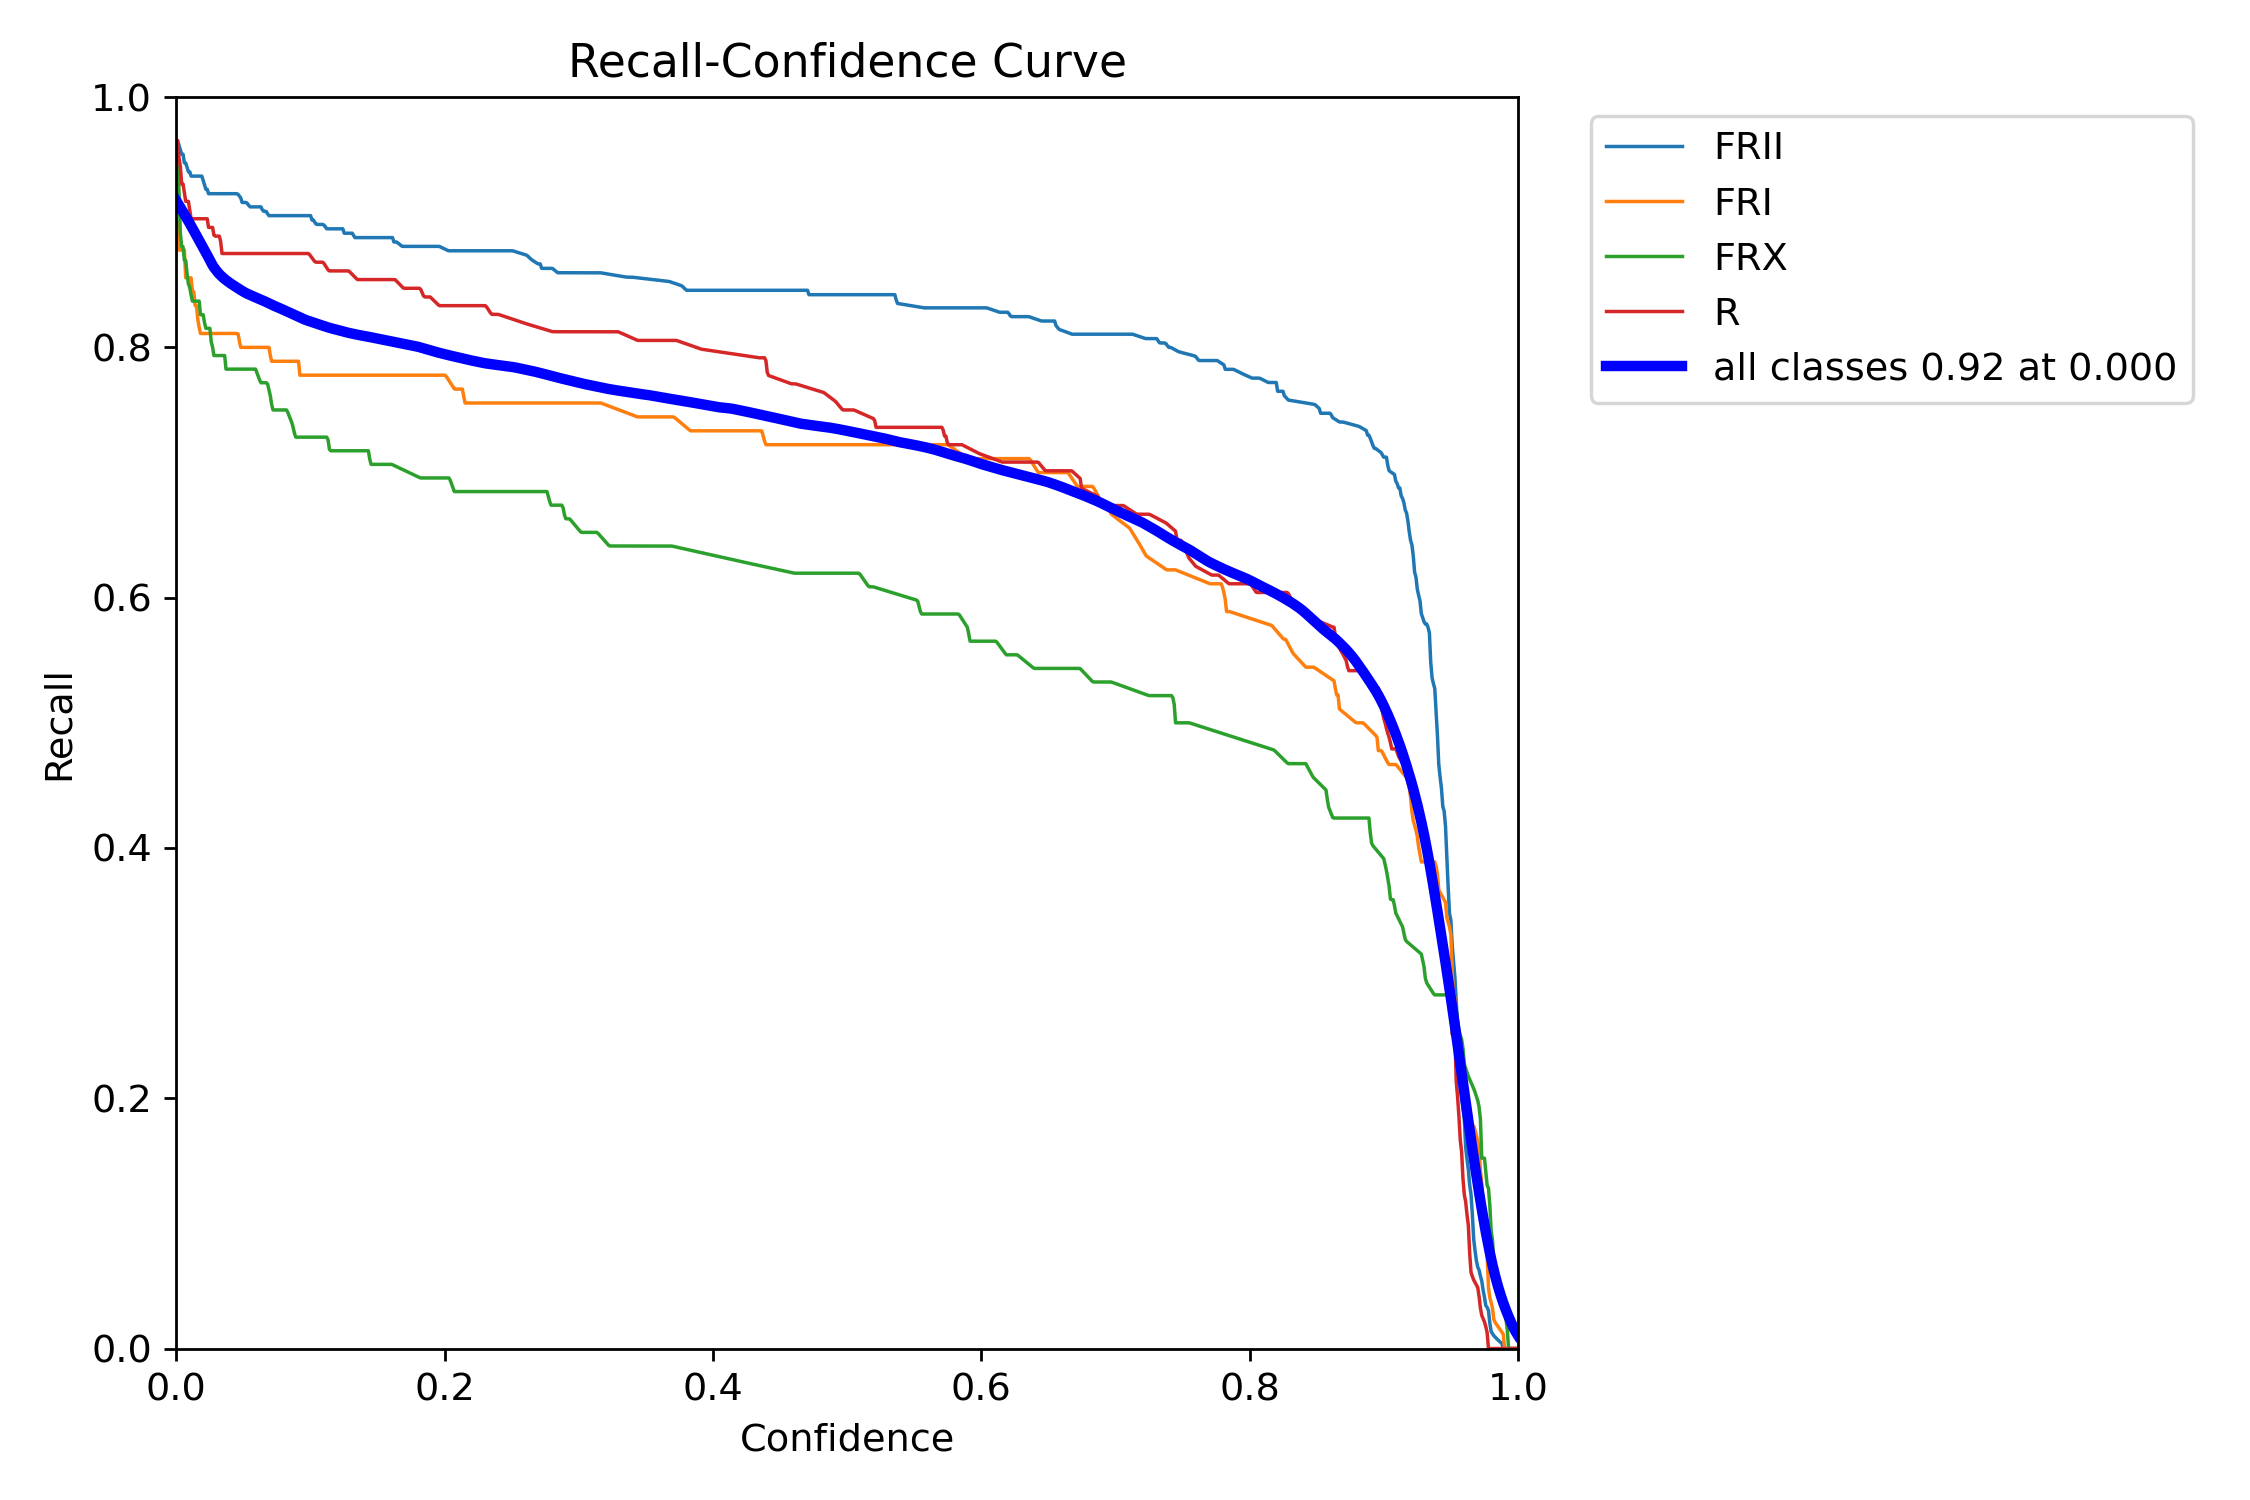 Recall-Confidence Curve
1.0
0.8
0.6
0.4
0.2
0.0
Recall
0.0 0.2 0.4 0.6 0.8 1.0
Confidence
FRII
FRI
FRX
R
all classes 0.92 at 0.000